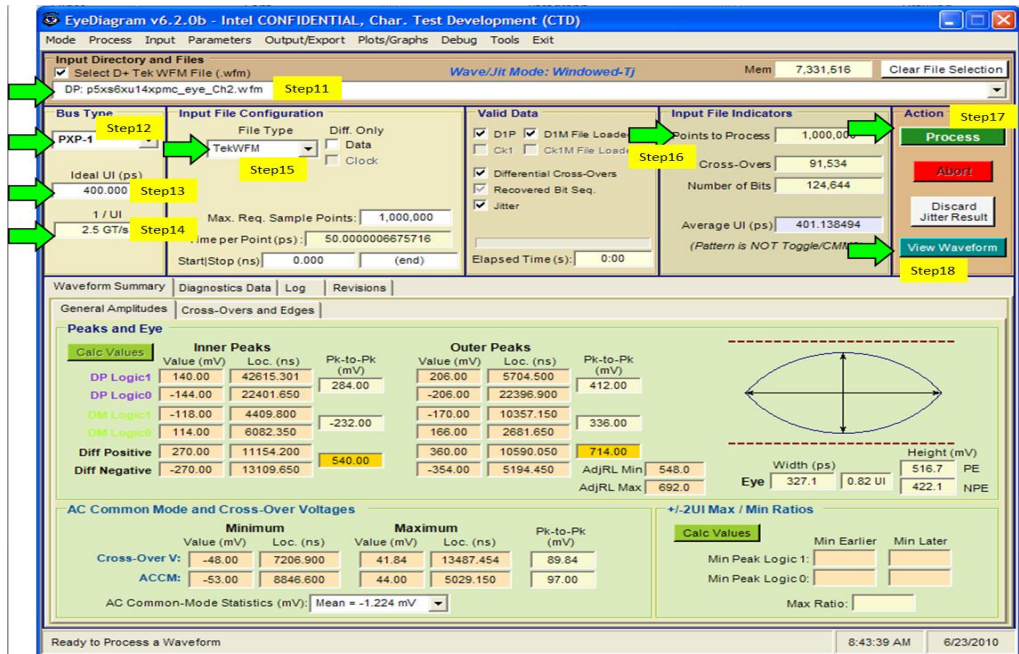 EyeDiagram v6.2.0b - Intel CONFIDENTIAL, Char. Test Development (CTD)
Mode Process Input Parameters Output/Export Plots/Graphs Debug Tools Exit
Input Directory and Files
Select D+ Tek WFM File (.wfm)
Wave/Jit Mode: Windowed-Tj
Mem 7,331,516
Clear File Selection
DP: p5xs6xu14xpmc_eye_Ch2.wfm
Step11
Bus Type
Step12
PXP-1
Ideal UI (ps)
400.000
Step13
1 / UI
2.5 GT/s
Step14
Input File Configuration
File Type
Diff. Only
TekWFM
Data
Clock
Step15
Max. Req. Sample Points: 1,000,000
Time per Point (ps): 50.0000006675716
Start|Stop (ns) 0.000 (end)
Valid Data
D1P D1M File Loaded
Ck1 Ck1M File Loade
Differential Cross-Overs
Recovered Bit Seq.
Jitter
Elapsed Time (s): 0:00
Input File Indicators
Points to Process 1,000,000
Step16
Cross-Overs 91,534
Number of Bits 124,644
Average UI (ps) 401.138494
(Pattern is NOT Toggle/CMM
Action
Step17
Process
Abort
Discard
Jitter Result
View Waveform
Step18
Waveform Summary Diagnostics Data Log Revisions
General Amplitudes Cross-Overs and Edges
Peaks and Eye
Calc Values
Inner Peaks
Outer Peaks
Value (mV) Loc. (ns) Pk-to-Pk (mV) Value (mV) Loc. (ns) Pk-to-Pk (mV)
DP Logic1 140.00 42615.301 206.00 5704.500
284.00 412.00
DP Logic0 -144.00 22401.650 -206.00 22396.900
DM Logic1 -118.00 4409.800 -170.00 10357.150
-232.00 336.00
DM Logic0 114.00 6082.350 166.00 2681.650
Diff Positive 270.00 11154.200 360.00 10590.050
540.00 714.00
Diff Negative -270.00 13109.650 -354.00 5194.450
AdjRL Min 548.0
AdjRL Max 692.0
Width (ps)
Height (mV)
Eye 327.1 0.82 UI
516.7 PE
422.1 NPE
AC Common Mode and Cross-Over Voltages
Minimum Maximum
Value (mV) Loc. (ns) Value (mV) Loc. (ns) Pk-to-Pk (mV)
Cross-Over V: -48.00 7206.900 41.84 13487.454 89.84
ACCM: -53.00 8846.600 44.00 5029.150 97.00
AC Common-Mode Statistics (mV): Mean = -1.224 mV
+/-2UI Max / Min Ratios
Calc Values
Min Earlier Min Later
Min Peak Logic 1:
Min Peak Logic 0:
Max Ratio:
Ready to Process a Waveform
8:43:39 AM
6/23/2010